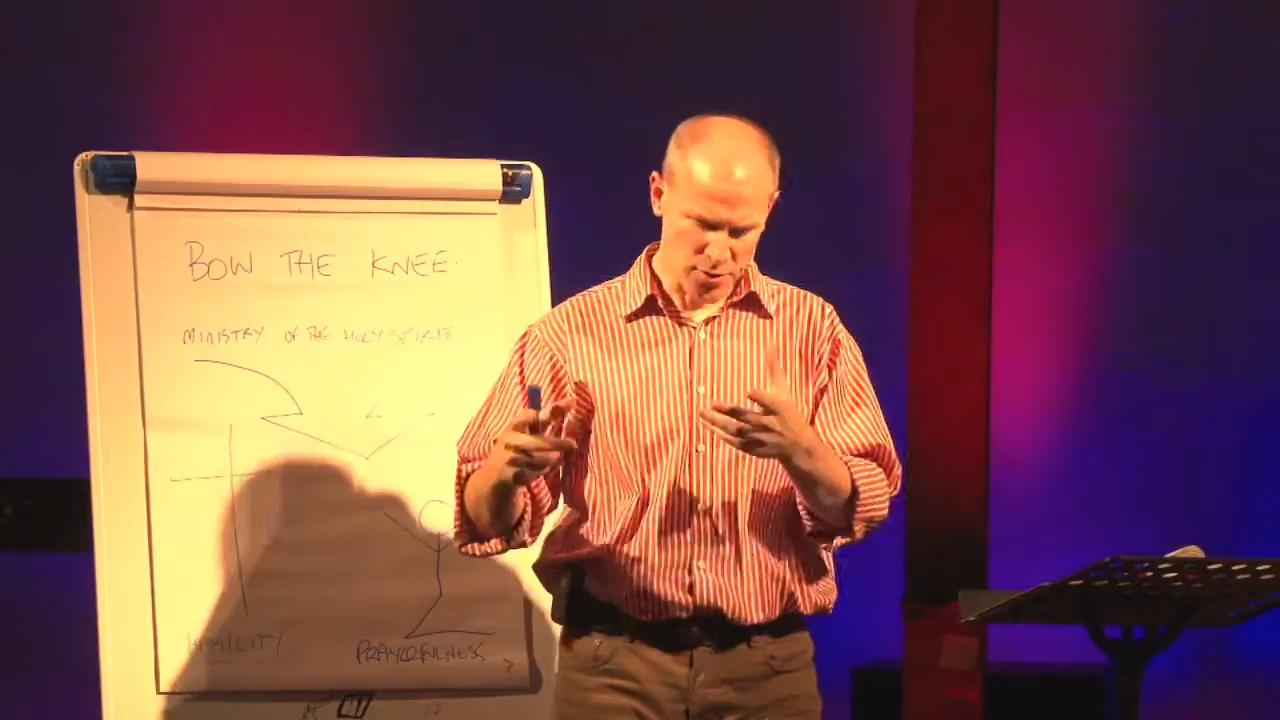 BOW THE KNEE.
MINISTRY OF THE HOLY SPIRIT
HUMILITY
PRAYERFULNESS ?